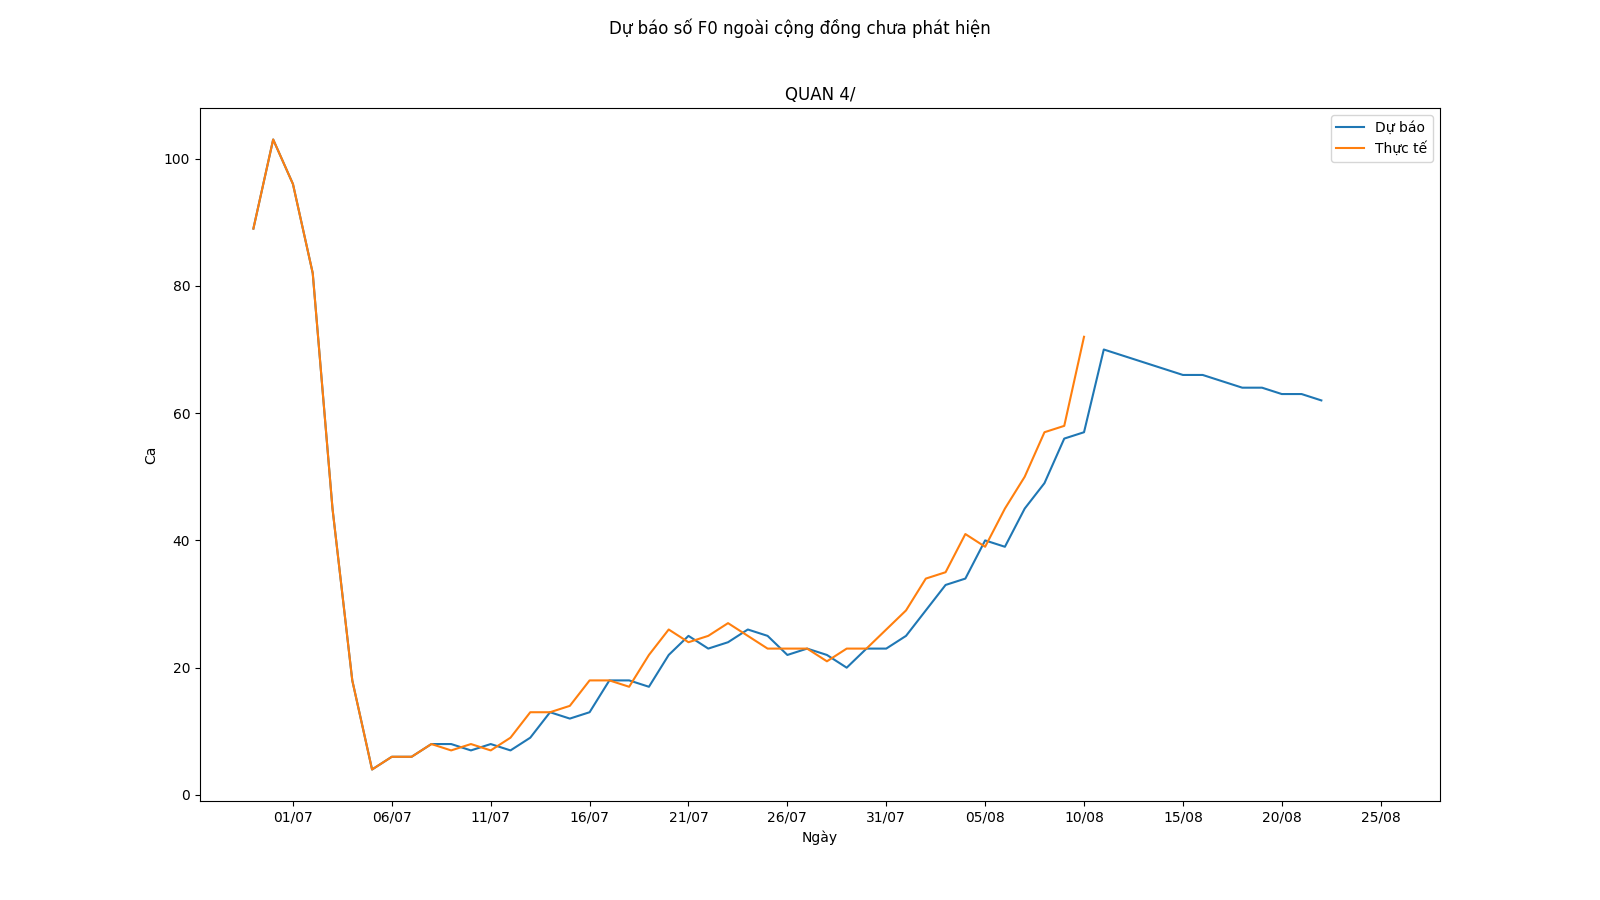 Dự báo số F0 ngoài cộng đồng chưa phát hiện
QUAN 4/
Dự báo
Thực tế
100
80
60
40
20
0
Ca
01/07 06/07 11/07 16/07 21/07 26/07 31/07 05/08 10/08 15/08 20/08 25/08
Ngày